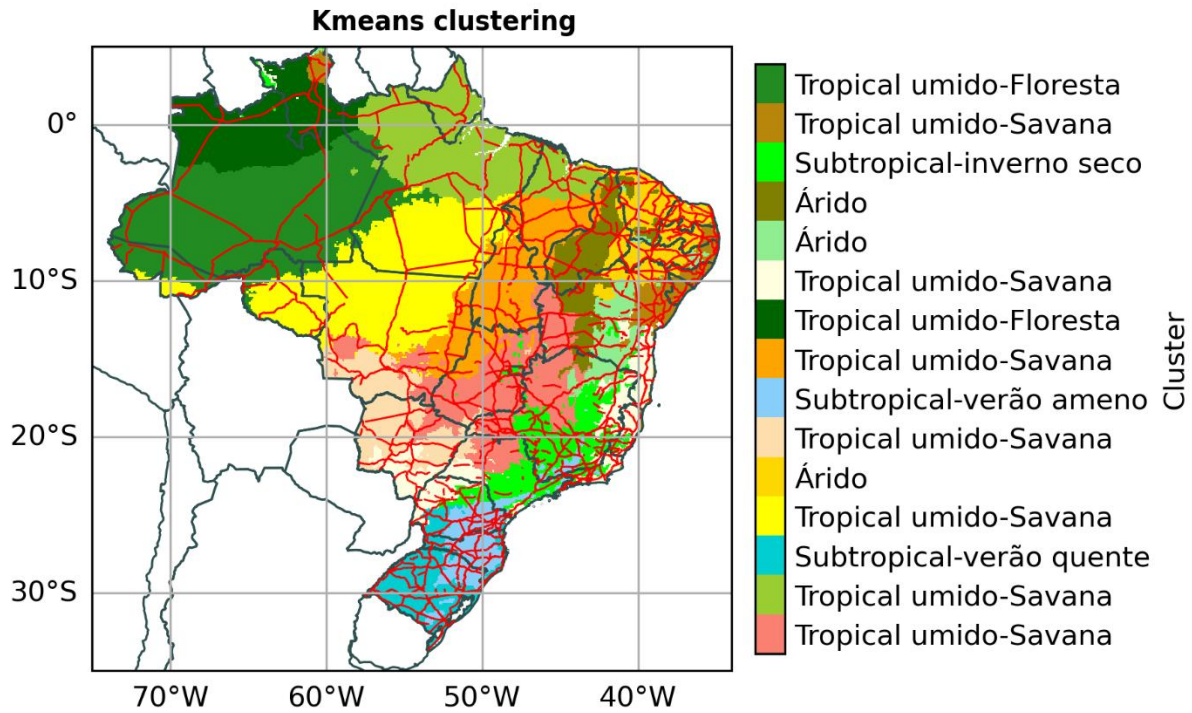 Kmeans clustering
0°
10°S
20°S
30°S
70°W
60°W
50°W
40°W
Tropical umido-Floresta
Tropical umido-Savana
Subtropical-inverno seco
Árido
Árido
Tropical umido-Savana
Tropical umido-Floresta
Tropical umido-Savana
Subtropical-verão ameno
Tropical umido-Savana
Árido
Tropical umido-Savana
Subtropical-verão quente
Tropical umido-Savana
Tropical umido-Savana
Cluster